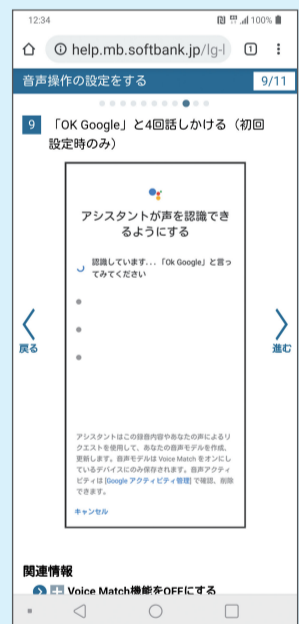 12:34
100%
help.mb.softbank.jp/lg-l
1
音声操作の設定をする
9/11
9
「OK Google」と4回話しかける（初回
設定時のみ）
アシスタントが声を認識でき
るようにする
認識しています...「Ok Google」と言っ
てみてください
戻る
進む
アシスタントはこの録音内容やあなたの声によるリ
クエストを使用して、あなたの音声モデルを作成、
更新します。音声モデルは Voice Match をオンにし
ているデバイスにのみ保存されます。音声アクティ
ビティは [Google アクティビティ管理] で確認、削除
できます。
キャンセル
関連情報
Voice Match機能をOFFにする